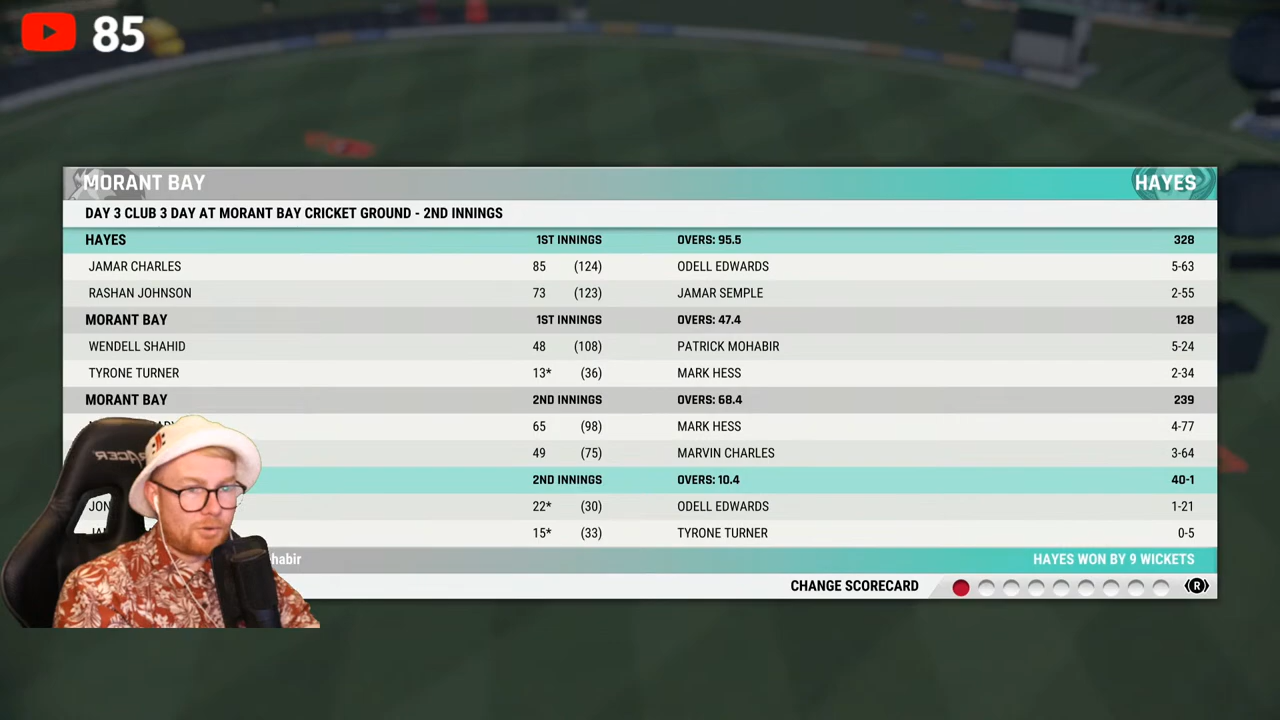 85
MORANT BAY HAYES
DAY 3 CLUB 3 DAY AT MORANT BAY CRICKET GROUND - 2ND INNINGS
HAYES 1ST INNINGS OVERS: 95.5 328
JAMAR CHARLES 85 (124) ODELL EDWARDS 5-63
RASHAN JOHNSON 73 (123) JAMAR SEMPLE 2-55
MORANT BAY 1ST INNINGS OVERS: 47.4 128
WENDELL SHAHID 48 (108) PATRICK MOHABIR 5-24
TYRONE TURNER 13* (36) MARK HESS 2-34
MORANT BAY 2ND INNINGS OVERS: 68.4 239
65 (98) MARK HESS 4-77
49 (75) MARVIN CHARLES 3-64
2ND INNINGS OVERS: 10.4 40-1
JON 22* (30) ODELL EDWARDS 1-21
15* (33) TYRONE TURNER 0-5
habir HAYES WON BY 9 WICKETS
CHANGE SCORECARD R